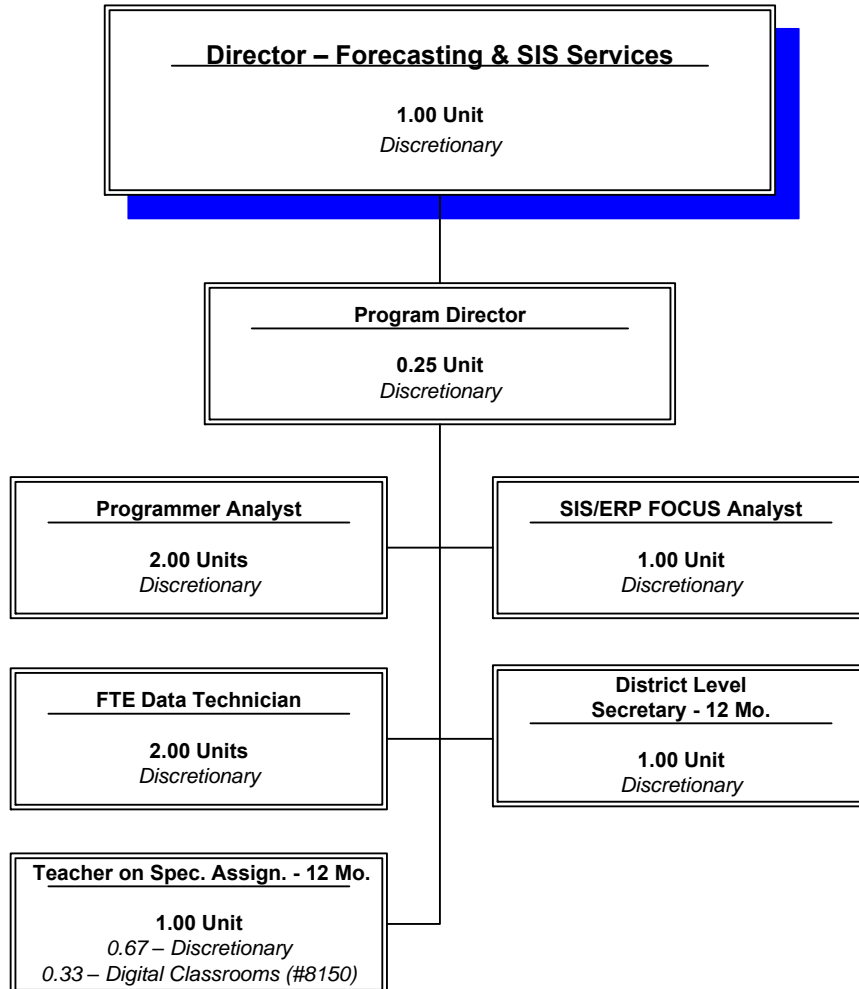 Director – Forecasting & SIS Services
1.00 Unit
Discretionary
Program Director
0.25 Unit
Discretionary
Programmer Analyst
2.00 Units
Discretionary
SIS/ERP FOCUS Analyst
1.00 Unit
Discretionary
FTE Data Technician
2.00 Units
Discretionary
District Level
Secretary - 12 Mo.
1.00 Unit
Discretionary
Teacher on Spec. Assign. - 12 Mo.
1.00 Unit
0.67 – Discretionary
0.33 – Digital Classrooms (#8150)